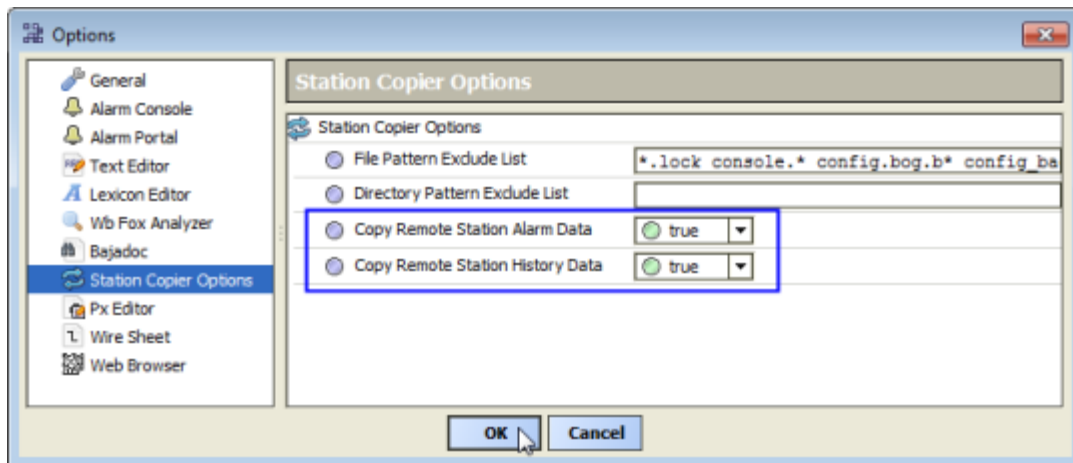 Options
General
Alarm Console
Alarm Portal
Text Editor
Lexicon Editor
Wb Fox Analyzer
Bajadoc
Station Copier Options
Px Editor
Wire Sheet
Web Browser
Station Copier Options
Station Copier Options
File Pattern Exclude List *.lock console.* config.bog.b* config_ba
Directory Pattern Exclude List
Copy Remote Station Alarm Data true
Copy Remote Station History Data true
OK Cancel